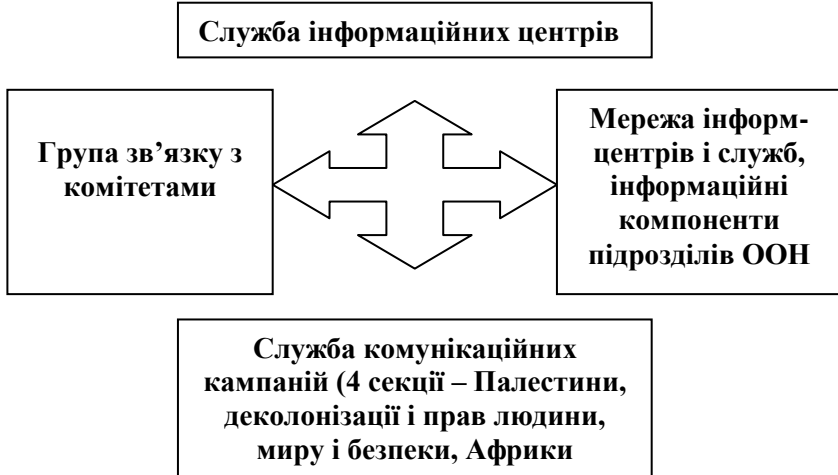 Служба інформаційних центрів
Група зв’язку з
комітетами
Мережа інформ-
центрів і служб,
інформаційні
компоненти
підрозділів ООН
Служба комунікаційних
кампаній (4 секції – Палестини,
деколонізації і прав людини,
миру і безпеки, Африки